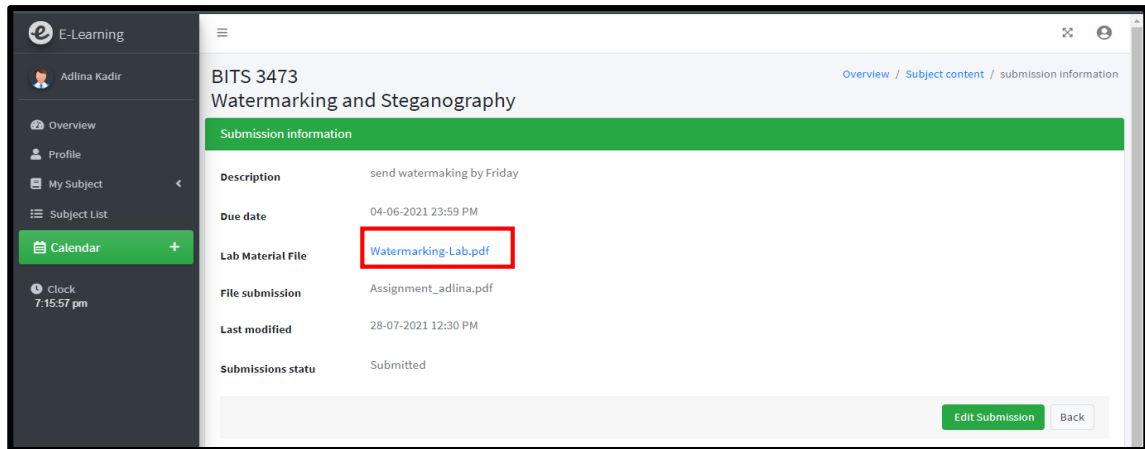 E-Learning
Adlina Kadir
Overview
Profile
My Subject
Subject List
Calendar
Clock
7:15:57 pm
BITS 3473
Watermarking and Steganography
Overview / Subject content / submission information
Submission information
Description send watermaking by Friday
Due date 04-06-2021 23:59 PM
Lab Material File Watermarking-Lab.pdf
File submission Assignment_adlina.pdf
Last modified 28-07-2021 12:30 PM
Submissions statu Submitted
Edit Submission Back